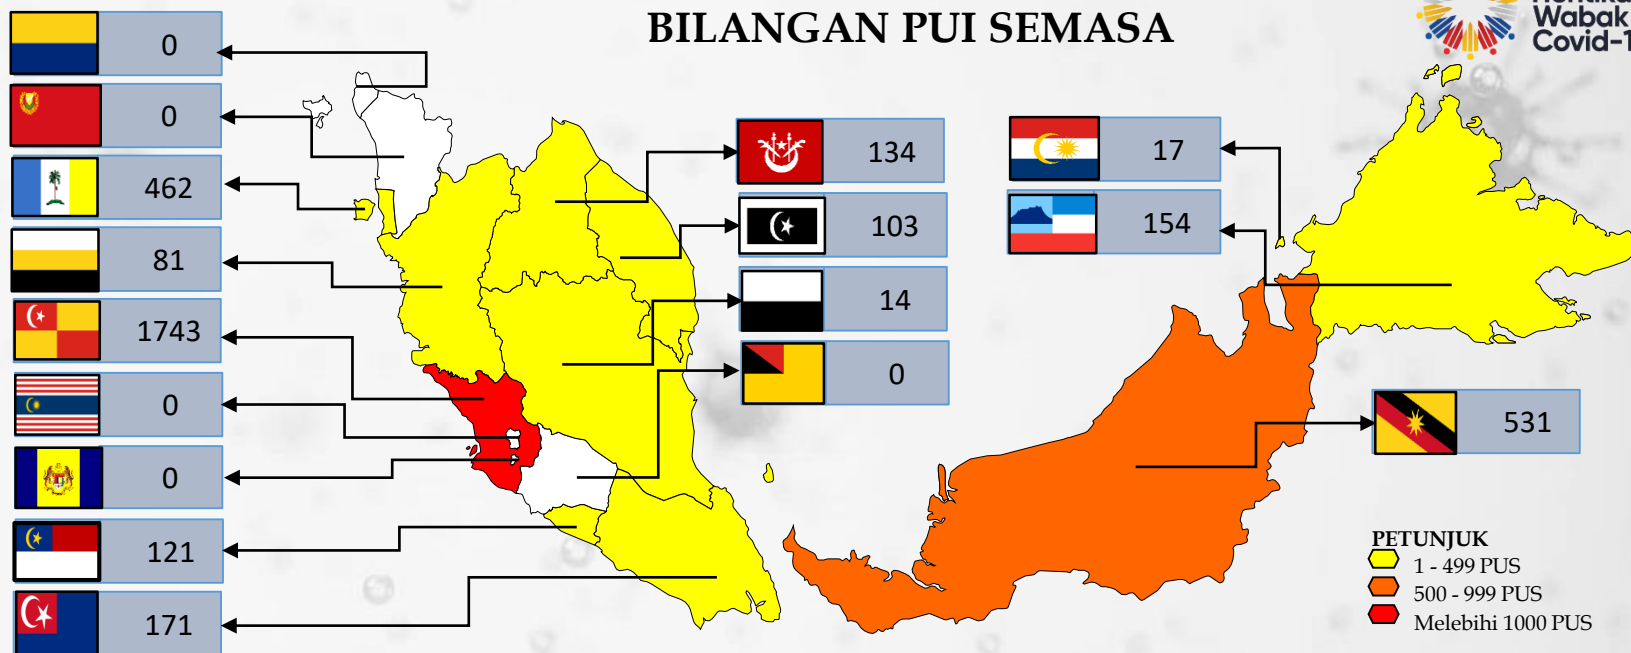 BILANGAN PUI SEMASA
Wabak
Covid-1
0
0
462
81
1743
0
0
121
171
134
103
14
0
17
154
531
PETUNJUK
1 - 499 PUS
500 - 999 PUS
Melebihi 1000 PUS